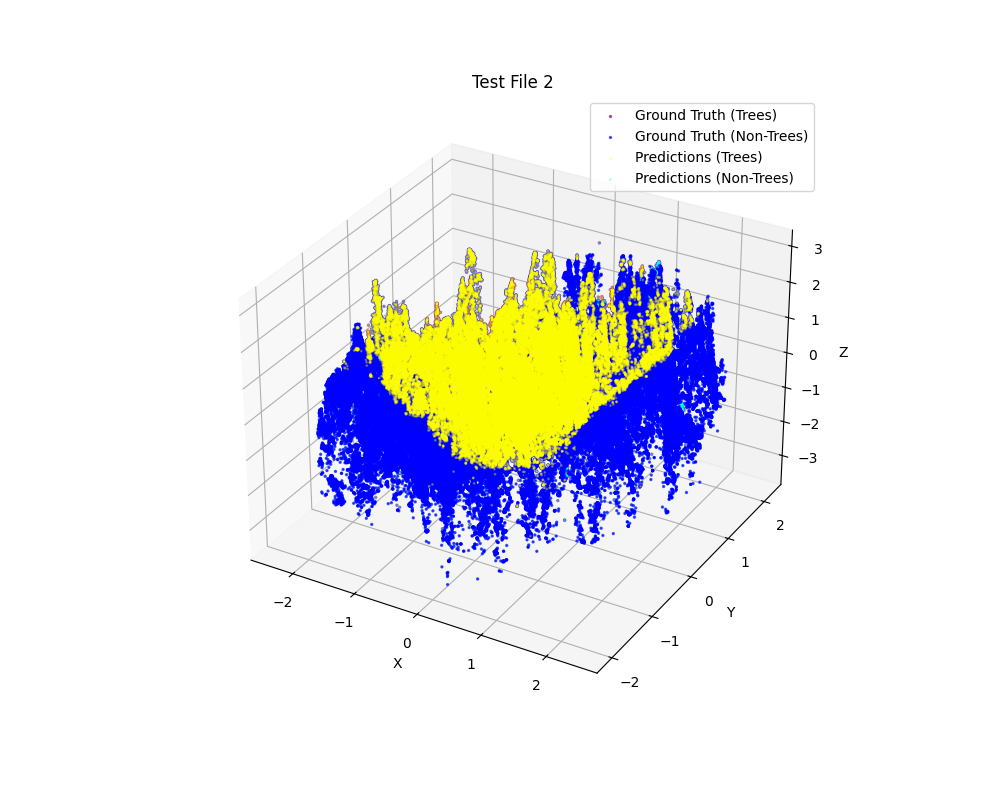 Test File 2
Ground Truth (Trees)
Ground Truth (Non-Trees)
Predictions (Trees)
Predictions (Non-Trees)
3
2
1
0
−1
−2
−3
Z
2
1
0
−1
−2
Y
−2
−1
0
1
2
X